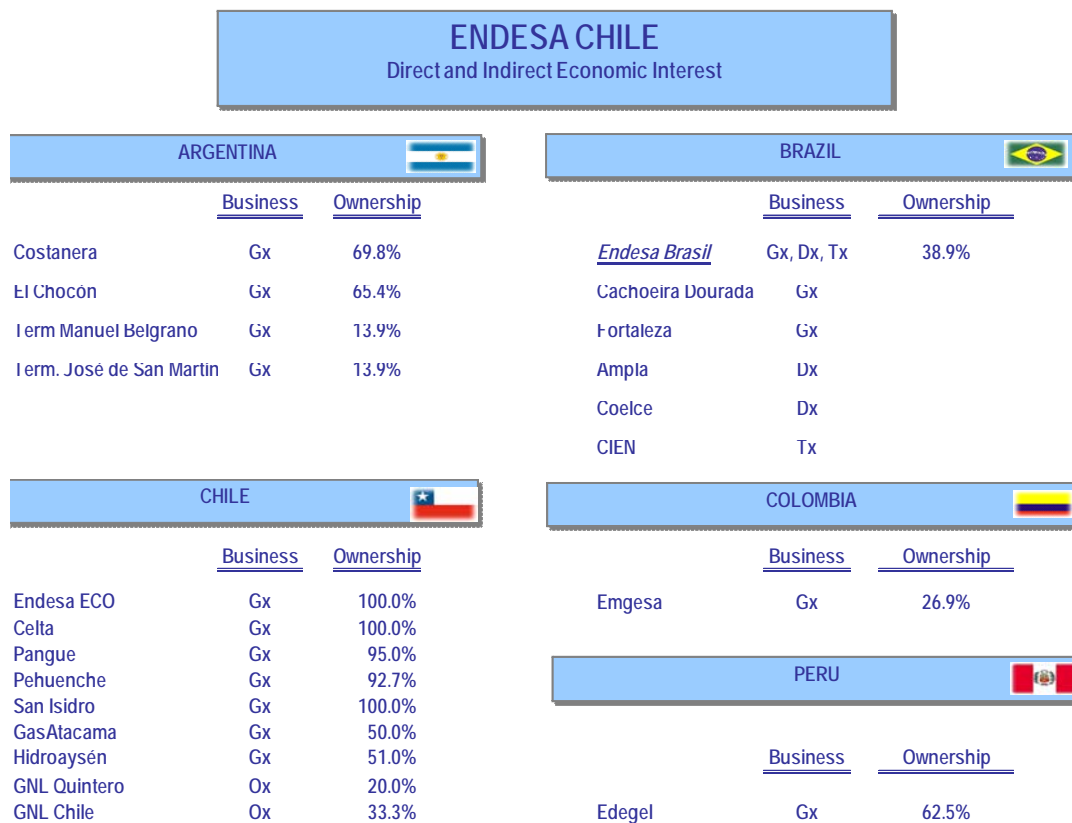 ENDESA CHILE
Direct and Indirect Economic Interest
ARGENTINA
Business Ownership
Costanera Gx 69.8%
El Chocón Gx 65.4%
Term Manuel Belgrano Gx 13.9%
Term. José de San Martín Gx 13.9%
BRAZIL
Business Ownership
Endesa Brasil Gx, Dx, Tx 38.9%
Cachoeira Dourada Gx
Fortaleza Gx
Ampla Dx
Coelce Dx
CIEN Tx
CHILE
Business Ownership
Endesa ECO Gx 100.0%
Celta Gx 100.0%
Pangue Gx 95.0%
Pehuenche Gx 92.7%
San Isidro Gx 100.0%
GasAtacama Gx 50.0%
Hidroaysén Gx 51.0%
GNL Quintero Ox 20.0%
GNL Chile Ox 33.3%
COLOMBIA
Business Ownership
Emgesa Gx 26.9%
PERU
Business Ownership
Edegel Gx 62.5%